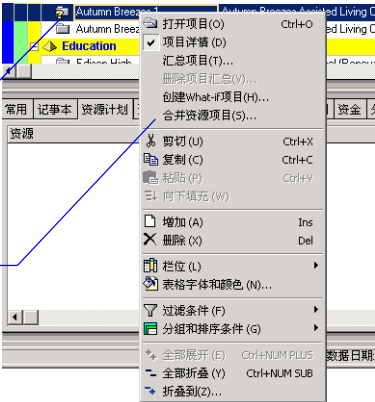 Autumn Breezes 1 Autumn Breezes Assisted Living C
Autumn Bree ed Living C
Education
Edison High
打开项目(O) Ctrl+O
项目详情 (D)
汇总项目(T)...
删除项目汇总(V)...
创建What-if项目(H)...
合并资源项目(S)...
常用 记事本 资源计划 资金
资源
剪切 (U) Ctrl+X
复制 (C) Ctrl+C
粘贴 (P) Ctrl+V
向下填充 (W)
增加 (A) Ins
删除 (X) Del
栏位 (L)
表格字体和颜色 (N)...
过滤条件 (F)
分组和排序条件 (G)
全部展开 (E) Ctrl+NUM PLUS
全部折叠 (Y) Ctrl+NUM SUB
折叠到(Z)...
数据日期: